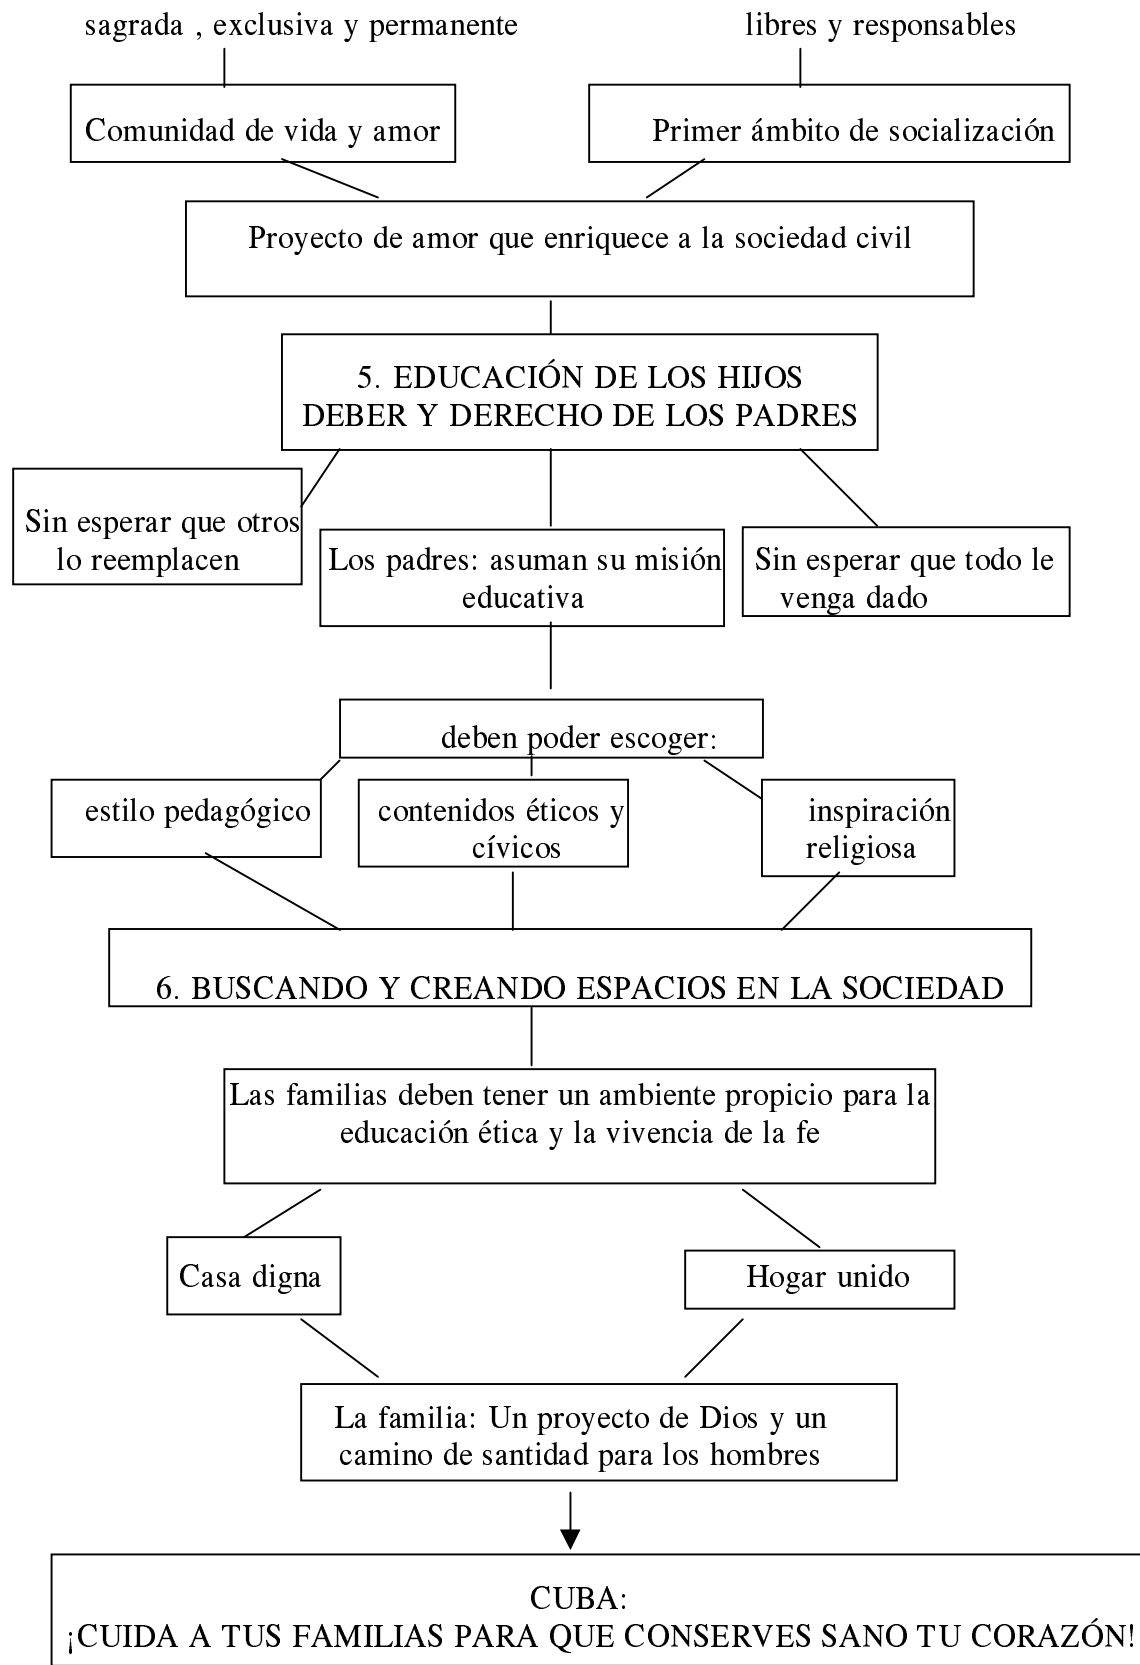 sagrada , exclusiva y permanente
libres y responsables
Comunidad de vida y amor
Primer ámbito de socialización
Proyecto de amor que enriquece a la sociedad civil
5. EDUCACIÓN DE LOS HIJOS
DEBER Y DERECHO DE LOS PADRES
Sin esperar que otros
lo reemplacen
Los padres: asuman su misión
educativa
Sin esperar que todo le
venga dado
deben poder escoger:
estilo pedagógico
contenidos éticos y
cívicos
inspiración
religiosa
6. BUSCANDO Y CREANDO ESPACIOS EN LA SOCIEDAD
Las familias deben tener un ambiente propicio para la
educación ética y la vivencia de la fe
Casa digna
Hogar unido
La familia: Un proyecto de Dios y un
camino de santidad para los hombres
CUBA:
¡CUIDA A TUS FAMILIAS PARA QUE CONSERVES SANO TU CORAZÓN!